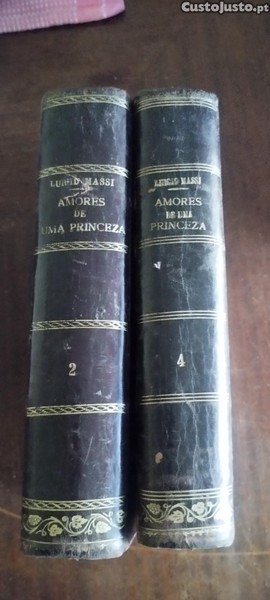 CustoJusto.pt
LUIGIO MASSI
AMORES
DE
UMA PRINCEZA
2
LUIGIO MASSI
AMORES
DE UMA
PRINCEZA
4